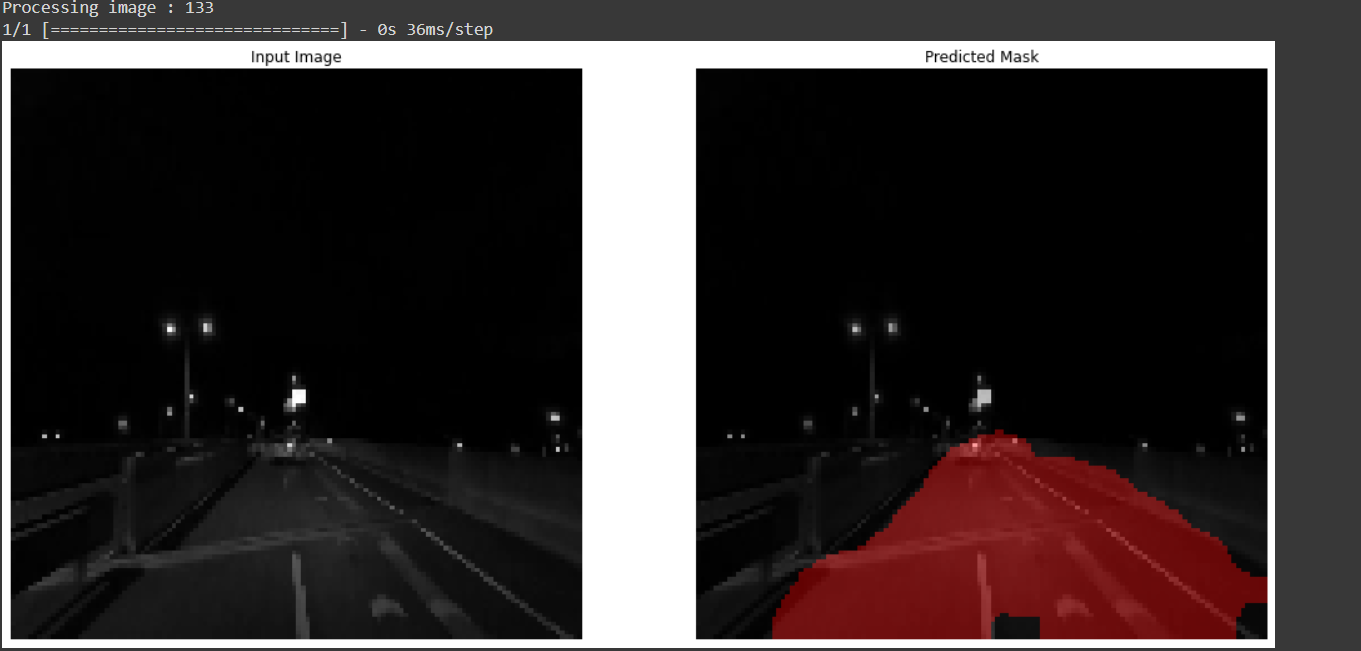 Processing image : 133
1/1 [==============================] - 0s 36ms/step
Input Image
Predicted Mask